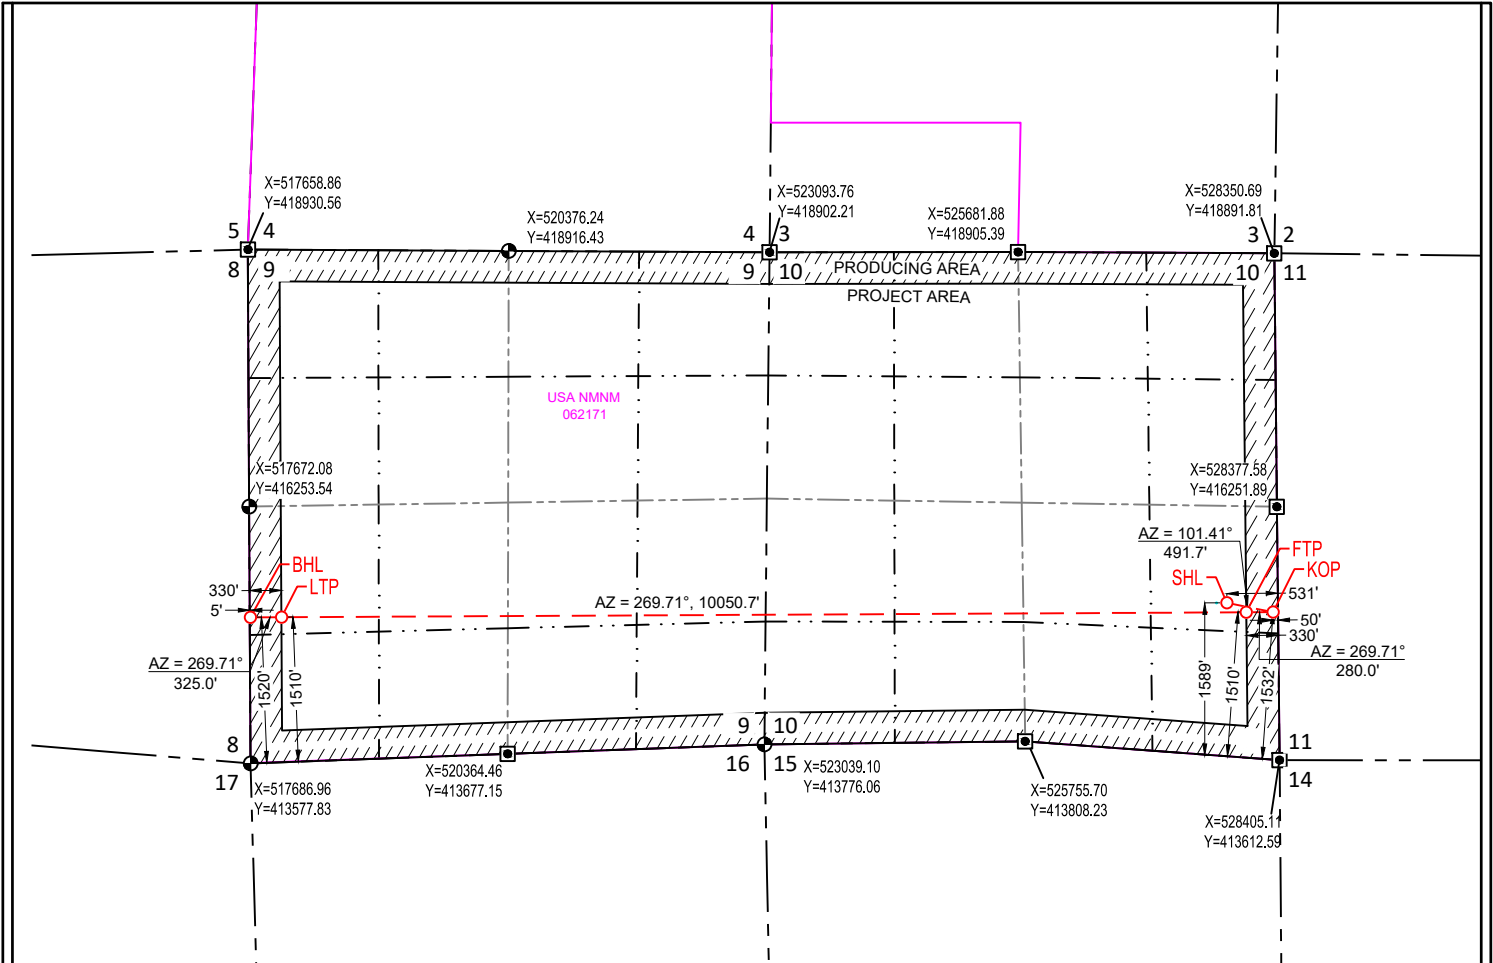 X=517658.86
Y=418930.56
X=520376.24
Y=418916.43
X=523093.76
Y=418902.21
X=525681.88
Y=418905.39
X=528350.69
Y=418891.81
5 4
8 9
4 3
9 10
3 2
10 11
PRODUCING AREA
PROJECT AREA
USA NMNM
062171
X=517672.08
Y=416253.54
X=528377.58
Y=416251.89
AZ = 101.41°
491.7'
FTP
KOP
SHL
BHL
LTP
330'
5'
AZ = 269.71°, 10050.7'
531'
50'
330'
AZ = 269.71°
325.0'
AZ = 269.71°
280.0'
1520'
1510'
1589'
1510'
1532'
8
17
9 10
16 15
11
14
X=517686.96
Y=413577.83
X=520364.46
Y=413677.15
X=523039.10
Y=413776.06
X=525755.70
Y=413808.23
X=528405.11
Y=413612.59